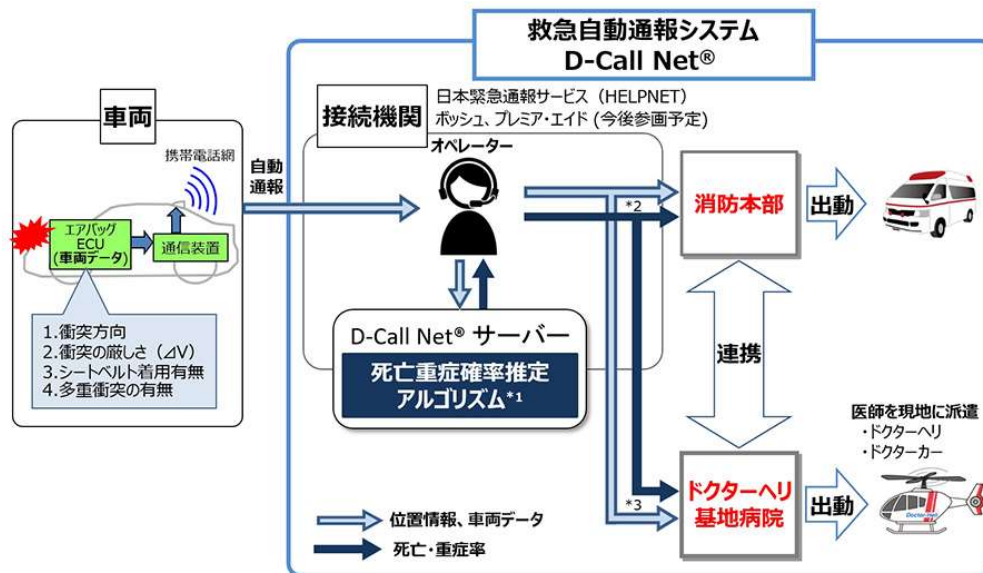 救急自動通報システム
D-Call Net®
車両
携帯電話網
エアバッグ
ECU
(車両データ)
通信装置
1.衝突方向
2.衝突の厳しさ（⊿V）
3.シートベルト着用有無
4.多重衝突の有無
自動
通報
接続機関
日本緊急通報サービス（HELPNET）
ボッシュ、プレミア・エイド (今後参画予定)
オペレーター
D-Call Net® サーバー
死亡重症確率推定
アルゴリズム*1
*2
消防本部
出動
連携
*3
ドクターヘリ
基地病院
出動
医師を現地に派遣
・ドクターヘリ
・ドクターカー
Doctor-Heli
位置情報、車両データ
死亡・重症率